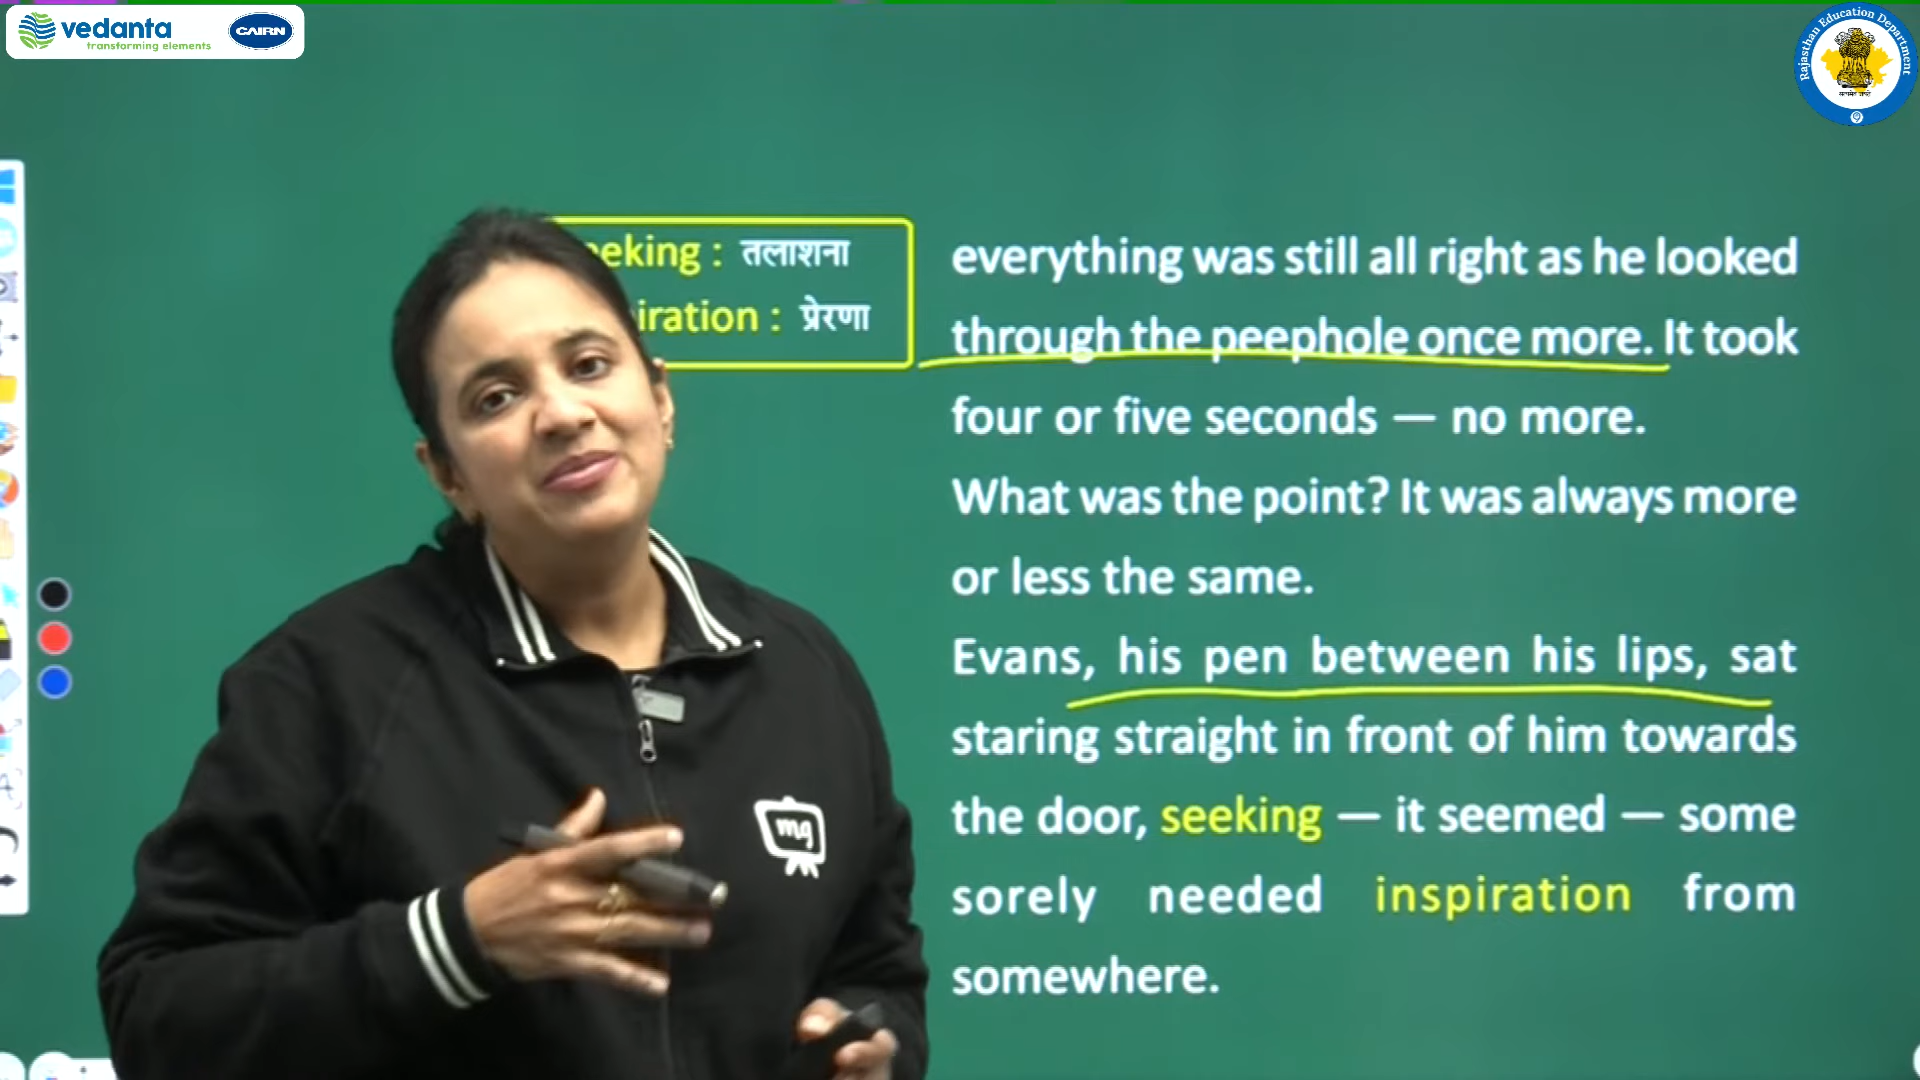 vedanta
transforming elements
CAIRN
Rajasthan Education Department
eeking : तलाशना
iration : प्रेरणा
everything was still all right as he looked
through the peephole once more. It took
four or five seconds — no more.
What was the point? It was always more
or less the same.
Evans, his pen between his lips, sat
staring straight in front of him towards
the door, seeking — it seemed — some
sorely needed inspiration from
somewhere.
mg